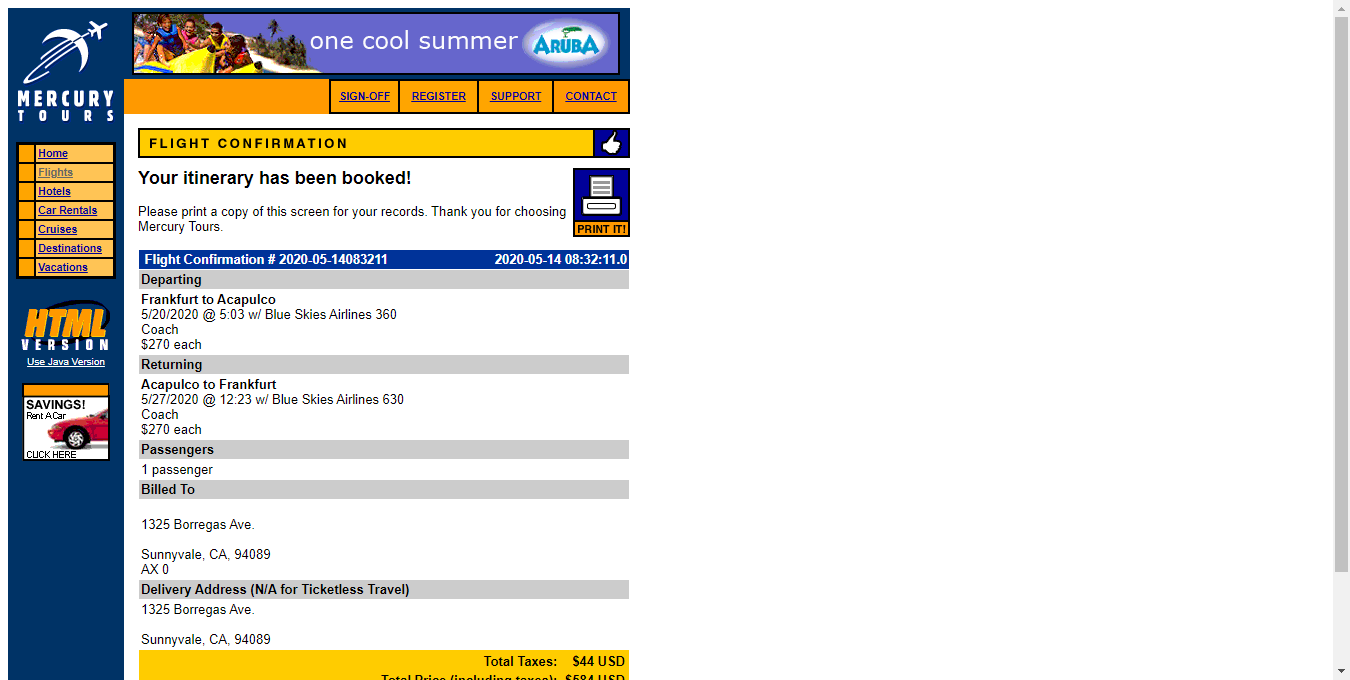 one cool summer ARUBA
MERCURY
TOURS
SIGN-OFF REGISTER SUPPORT CONTACT
Home
Flights
Hotels
Car Rentals
Cruises
Destinations
Vacations
HTML
VERSION
Use Java Version
SAVINGS!
Rent A Car
CLICK HERE
FLIGHT CONFIRMATION
Your itinerary has been booked!
Please print a copy of this screen for your records. Thank you for choosing
Mercury Tours.
PRINT IT!
Flight Confirmation # 2020-05-14083211 2020-05-14 08:32:11.0
Departing
Frankfurt to Acapulco
5/20/2020 @ 5:03 w/ Blue Skies Airlines 360
Coach
$270 each
Returning
Acapulco to Frankfurt
5/27/2020 @ 12:23 w/ Blue Skies Airlines 630
Coach
$270 each
Passengers
1 passenger
Billed To
1325 Borregas Ave.
Sunnyvale, CA, 94089
AX 0
Delivery Address (N/A for Ticketless Travel)
1325 Borregas Ave.
Sunnyvale, CA, 94089
Total Taxes: $44 USD
Total Price (including taxes): $584 USD